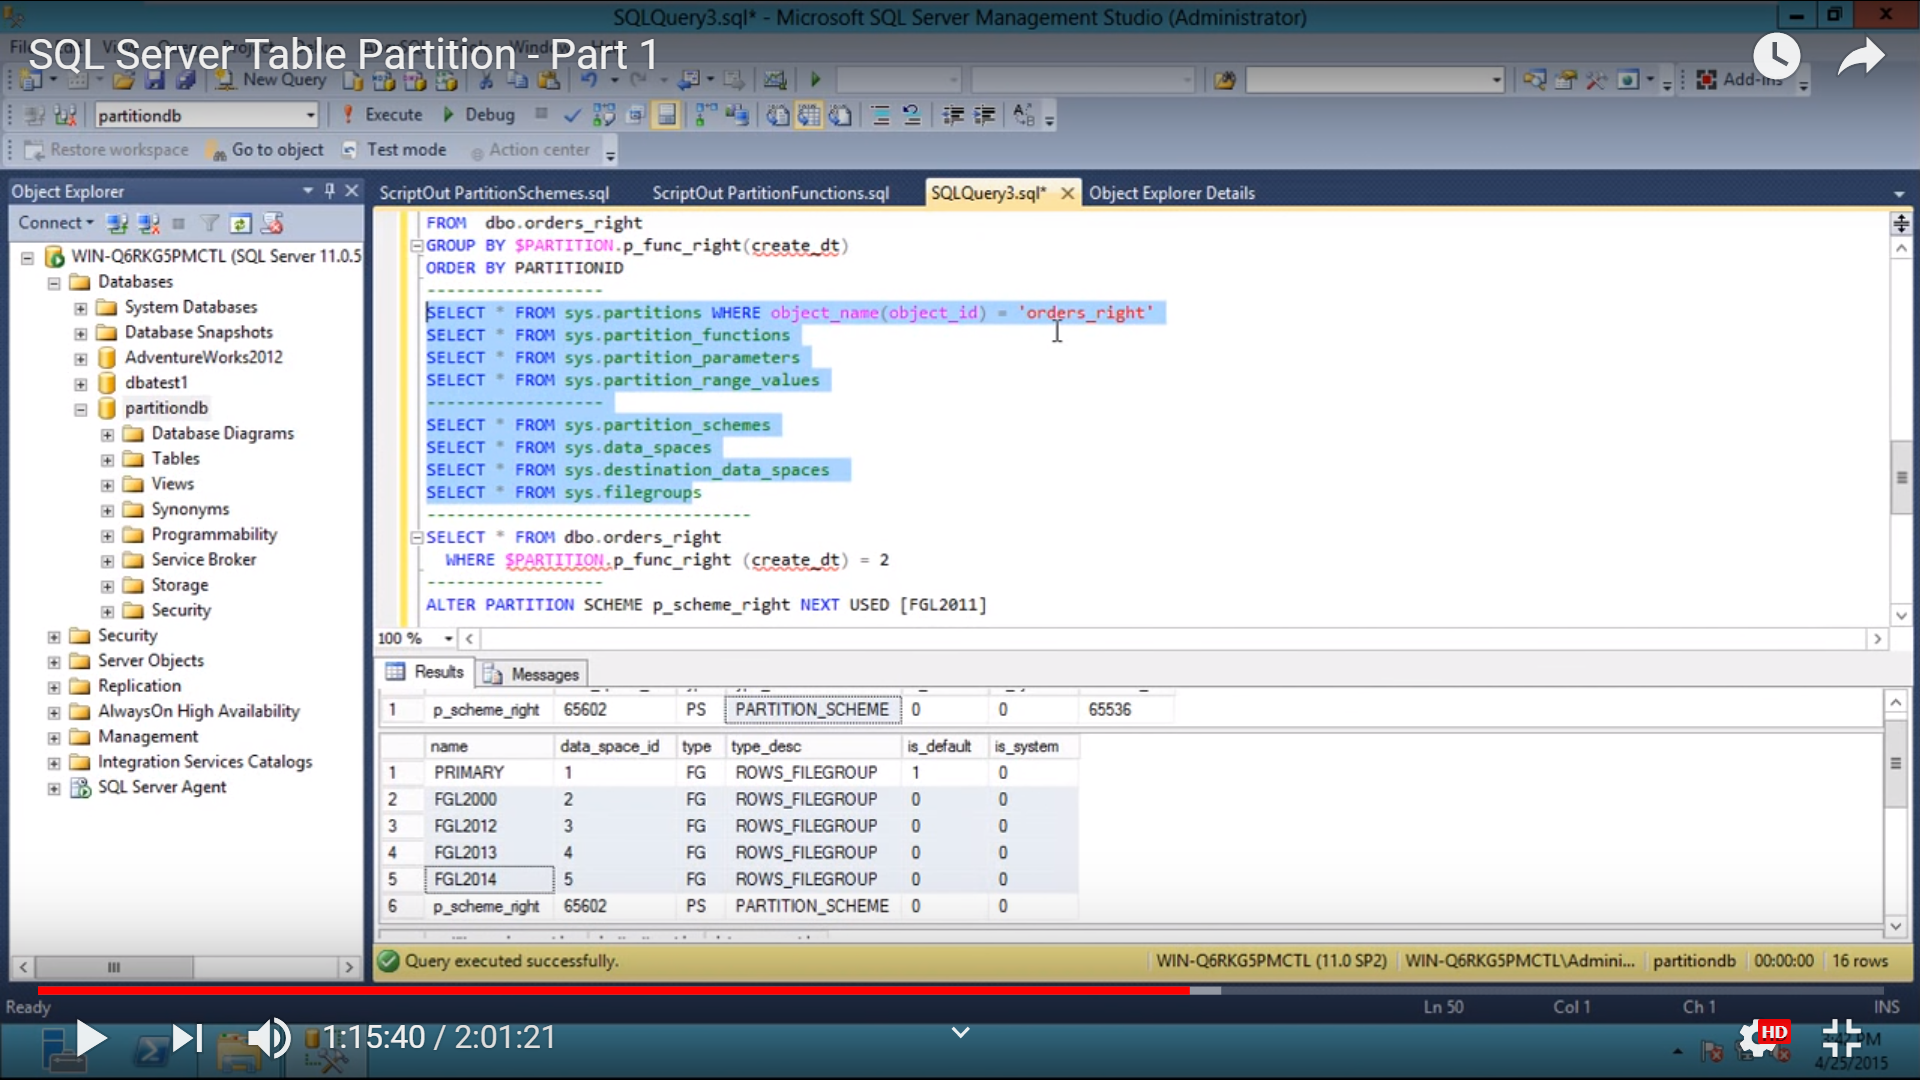 SQLQuery3.sql* - Microsoft SQL Server Management Studio (Administrator)
SQL Server Table Partition - Part 1
New Query
Add-Ins
partitiondb
Execute
Debug
Restore workspace
Go to object
Test mode
Action center
Object Explorer
Connect
WIN-Q6RKG5PMCTL (SQL Server 11.0.5
Databases
System Databases
Database Snapshots
AdventureWorks2012
dbatest1
partitiondb
Database Diagrams
Tables
Views
Synonyms
Programmability
Service Broker
Storage
Security
Security
Server Objects
Replication
AlwaysOn High Availability
Management
Integration Services Catalogs
SQL Server Agent
ScriptOut PartitionSchemes.sql
ScriptOut PartitionFunctions.sql
SQLQuery3.sql*
Object Explorer Details
FROM dbo.orders_right
GROUP BY $PARTITION.p_func_right(create_dt)
ORDER BY PARTITIONID
------------------
SELECT * FROM sys.partitions WHERE object_name(object_id) = 'orders_right'
SELECT * FROM sys.partition_functions
SELECT * FROM sys.partition_parameters
SELECT * FROM sys.partition_range_values
------------------
SELECT * FROM sys.partition_schemes
SELECT * FROM sys.data_spaces
SELECT * FROM sys.destination_data_spaces
SELECT * FROM sys.filegroups
---------------------------------
SELECT * FROM dbo.orders_right
WHERE $PARTITION.p_func_right (create_dt) = 2
------------------
ALTER PARTITION SCHEME p_scheme_right NEXT USED [FGL2011]
100 %
Results
Messages
1 p_scheme_right 65602 PS PARTITION_SCHEME 0 0 65536
name data_space_id type type_desc is_default is_system
1 PRIMARY 1 FG ROWS_FILEGROUP 1 0
2 FGL2000 2 FG ROWS_FILEGROUP 0 0
3 FGL2012 3 FG ROWS_FILEGROUP 0 0
4 FGL2013 4 FG ROWS_FILEGROUP 0 0
5 FGL2014 5 FG ROWS_FILEGROUP 0 0
6 p_scheme_right 65602 PS PARTITION_SCHEME 0 0
Query executed successfully.
WIN-Q6RKG5PMCTL (11.0 SP2)
WIN-Q6RKG5PMCTL\Admini...
partitiondb
00:00:00
16 rows
Ready
Ln 50
Col 1
Ch 1
INS
1:15:40 / 2:01:21
HD
3:42 PM
4/25/2015